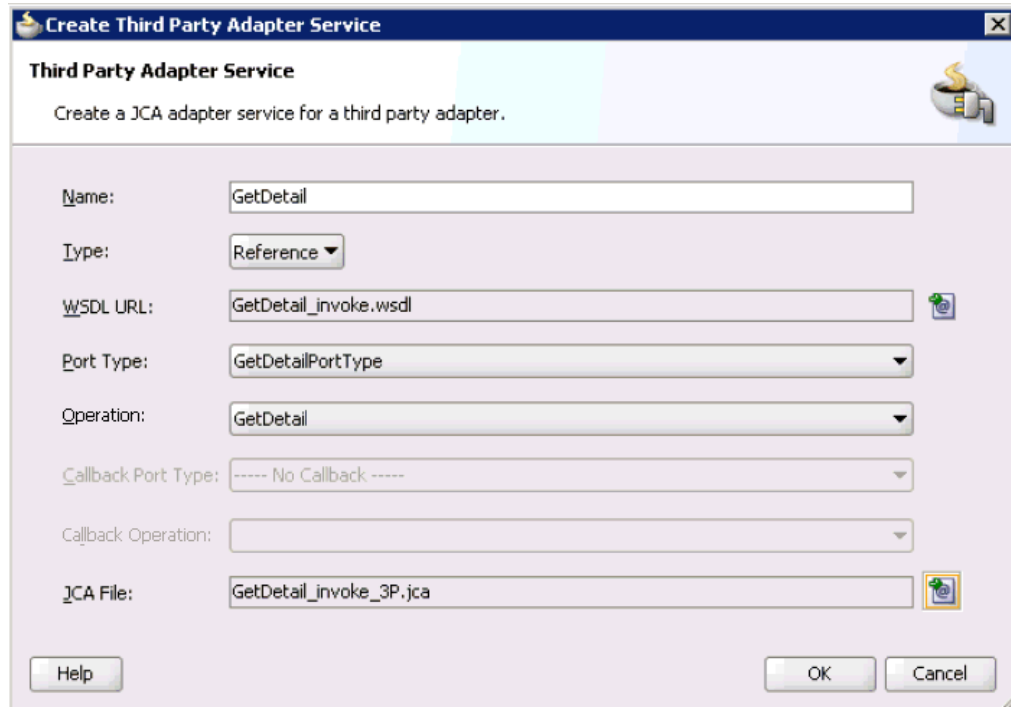 Create Third Party Adapter Service
Third Party Adapter Service
Create a JCA adapter service for a third party adapter.
Name: GetDetail
Type: Reference
WSDL URL: GetDetail_invoke.wsdl
Port Type: GetDetailPortType
Operation: GetDetail
Callback Port Type: ----- No Callback -----
Callback Operation:
JCA File: GetDetail_invoke_3P.jca
Help OK Cancel